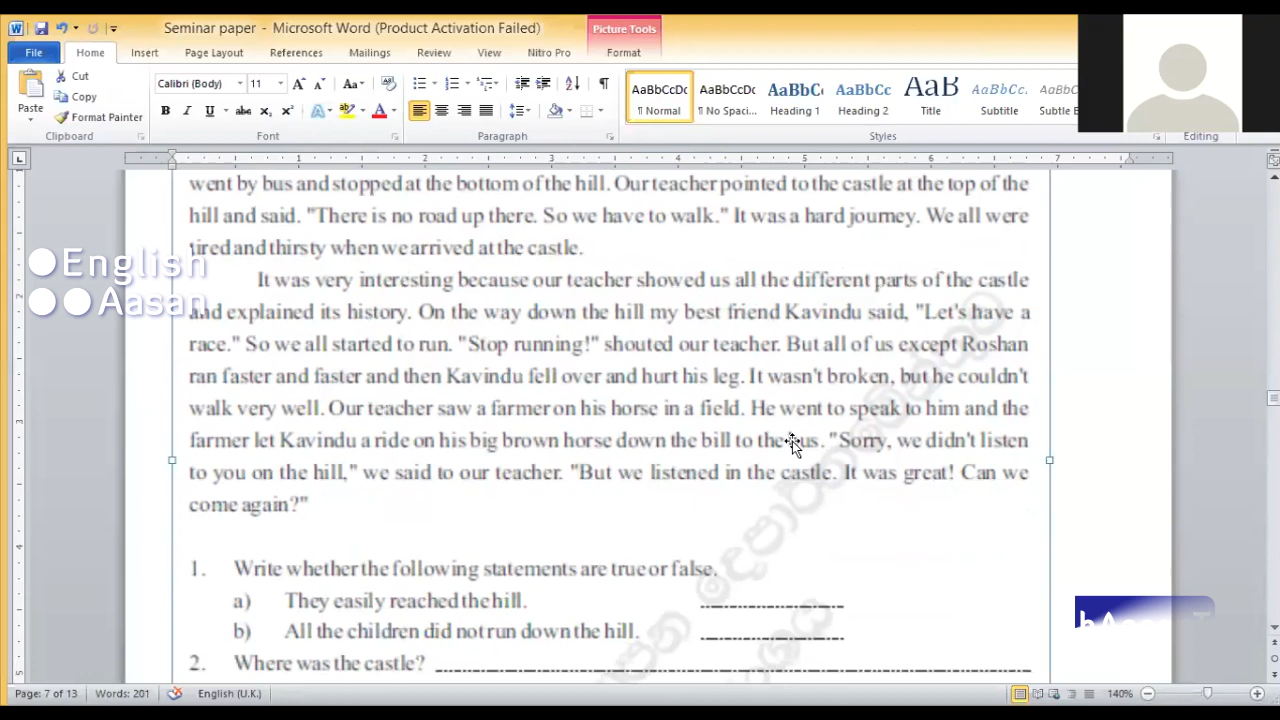 Seminar paper - Microsoft Word (Product Activation Failed)
Picture Tools
File Home Insert Page Layout References Mailings Review View Nitro Pro Format
Paste
Cut
Copy
Format Painter
Calibri (Body) 11
AaBbCcDc AaBbCcDc AaBbC AaBbCc AaB AaBbCc. AaBbCc
¶ Normal ¶ No Spaci... Heading 1 Heading 2 Title Subtitle Subtle E
Clipboard Font Paragraph Styles Editing
1 2 3 4 5 6 7
went by bus and stopped at the bottom of the hill. Our teacher pointed to the castle at the top of the
hill and said. "There is no road up there. So we have to walk." It was a hard journey. We all were
tired and thirsty when we arrived at the castle.
English
Aasan
It was very interesting because our teacher showed us all the different parts of the castle
and explained its history. On the way down the hill my best friend Kavindu said, "Let's have a
race." So we all started to run. "Stop running!" shouted our teacher. But all of us except Roshan
ran faster and faster and then Kavindu fell over and hurt his leg. It wasn't broken, but he couldn't
walk very well. Our teacher saw a farmer on his horse in a field. He went to speak to him and the
farmer let Kavindu a ride on his big brown horse down the bill to the bus. "Sorry, we didn't listen
to you on the hill," we said to our teacher. "But we listened in the castle. It was great! Can we
come again?"
1. Write whether the following statements are true or false.
a) They easily reached the hill.
b) All the children did not run down the hill.
2. Where was the castle?
Page: 7 of 13 Words: 201 English (U.K.) 140%